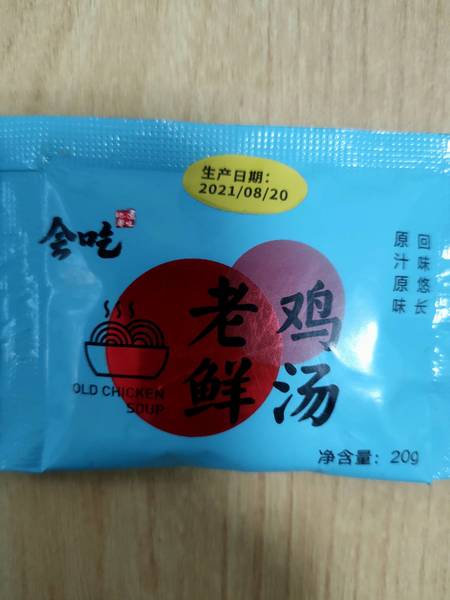 生产日期：
2021/08/20
会吃
回味悠长
原汁原味
老鸡
鲜汤
OLD CHICKEN
SOUP
净含量：20g